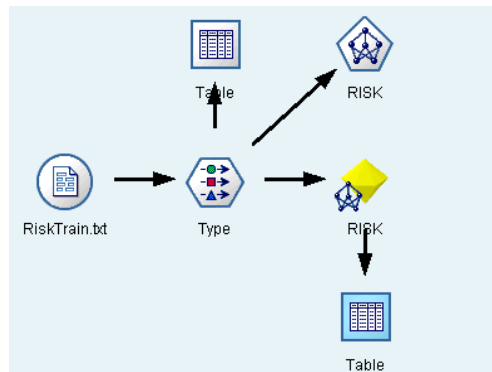 Table
RISK
RiskTrain.txt
Type
RISK
Table